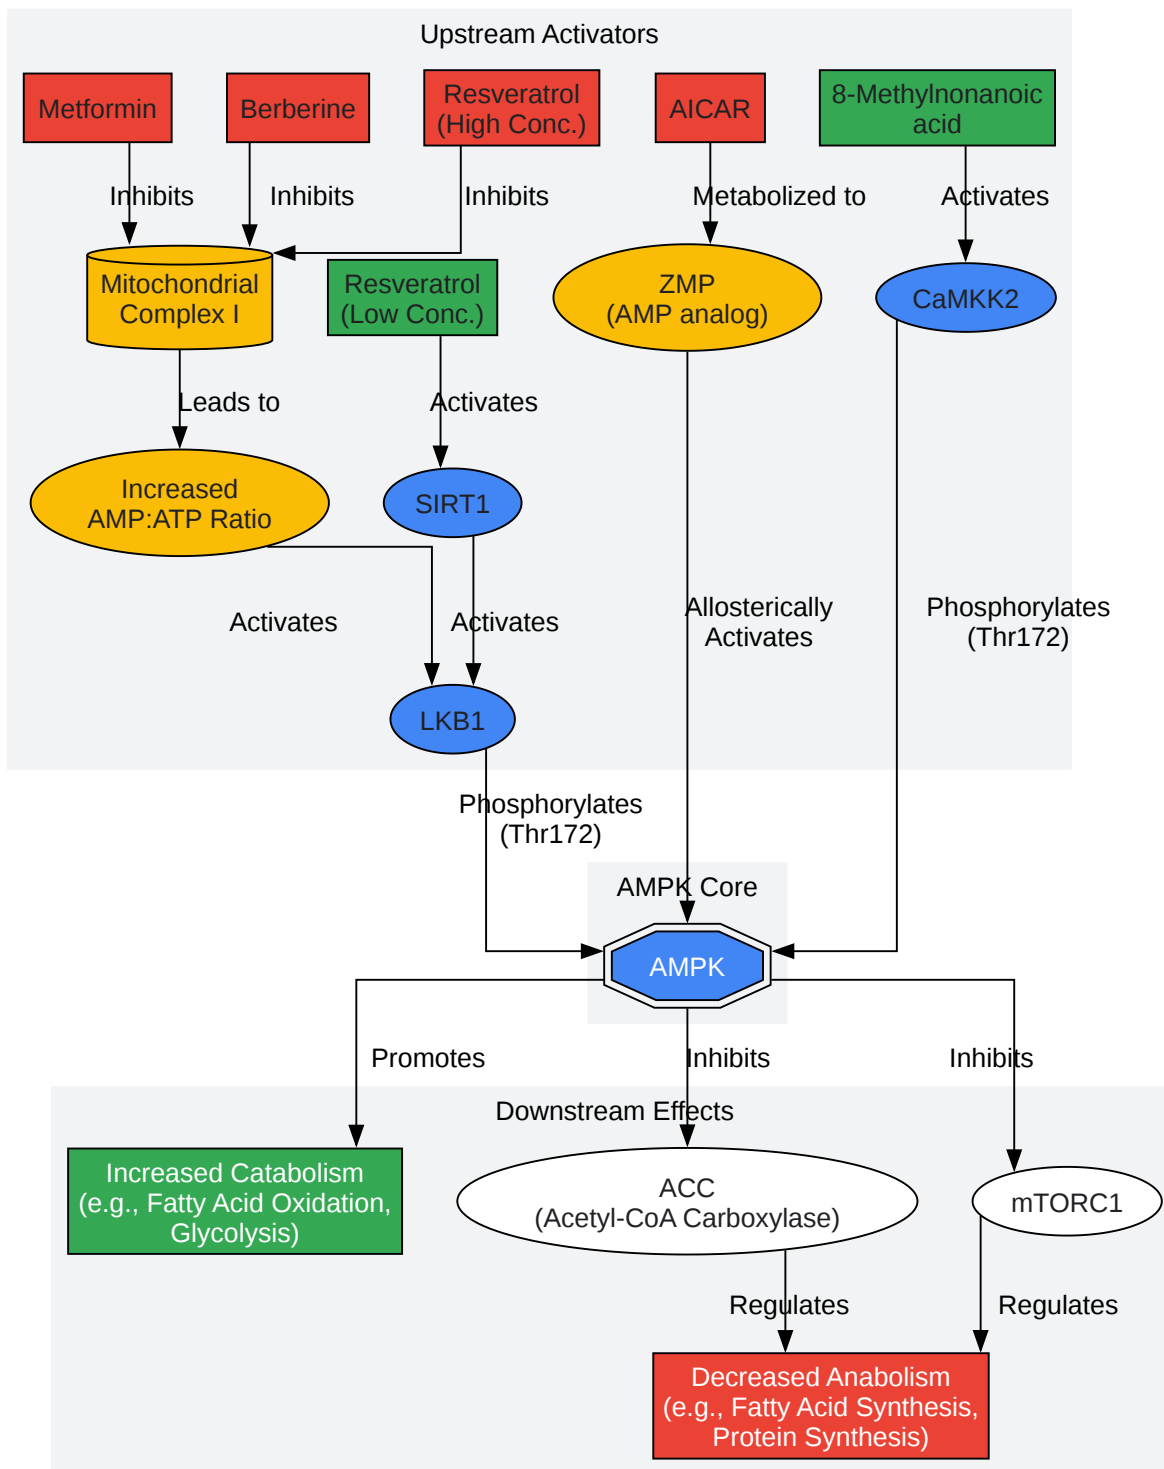 Upstream Activators
Metformin
Berberine
Resveratrol
(High Conc.)
AICAR
8-Methylnonanoic
acid
Inhibits
Inhibits
Inhibits
Metabolized to
Activates
Mitochondrial
Complex I
Resveratrol
(Low Conc.)
ZMP
(AMP analog)
CaMKK2
Leads to
Activates
Increased
AMP:ATP Ratio
SIRT1
Activates
Activates
Allosterically
Activates
Phosphorylates
(Thr172)
LKB1
Phosphorylates
(Thr172)
AMPK Core
AMPK
Promotes
Inhibits
Inhibits
Downstream Effects
Increased Catabolism
(e.g., Fatty Acid Oxidation,
Glycolysis)
ACC
(Acetyl-CoA Carboxylase)
mTORC1
Regulates
Regulates
Decreased Anabolism
(e.g., Fatty Acid Synthesis,
Protein Synthesis)